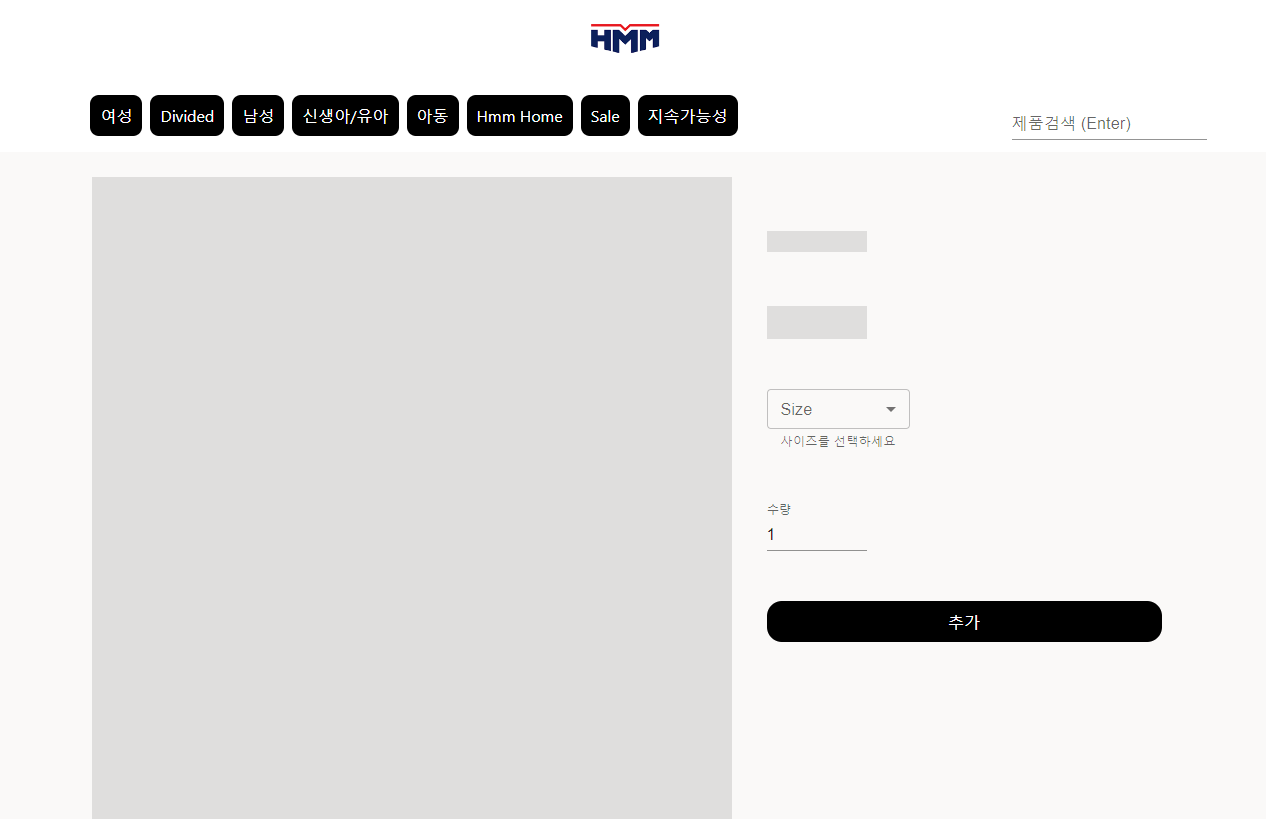 HMM
여성 Divided 남성 신생아/유아 아동 Hmm Home Sale 지속가능성
제품검색 (Enter)
Size
사이즈를 선택하세요
수량
1
추가